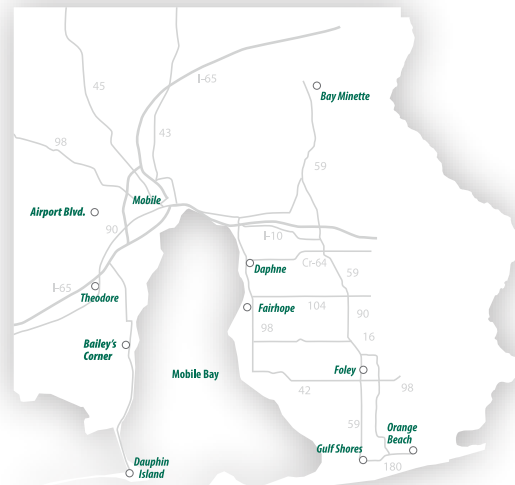 I-65
45
Bay Minette
43
98
59
Mobile
Airport Blvd.
90
I-10
Daphne
Cr-64
59
I-65
Theodore
Fairhope
104
90
98
16
Bailey's
Corner
Mobile Bay
Foley
42
98
59
Orange
Beach
Gulf Shores
180
Dauphin
Island